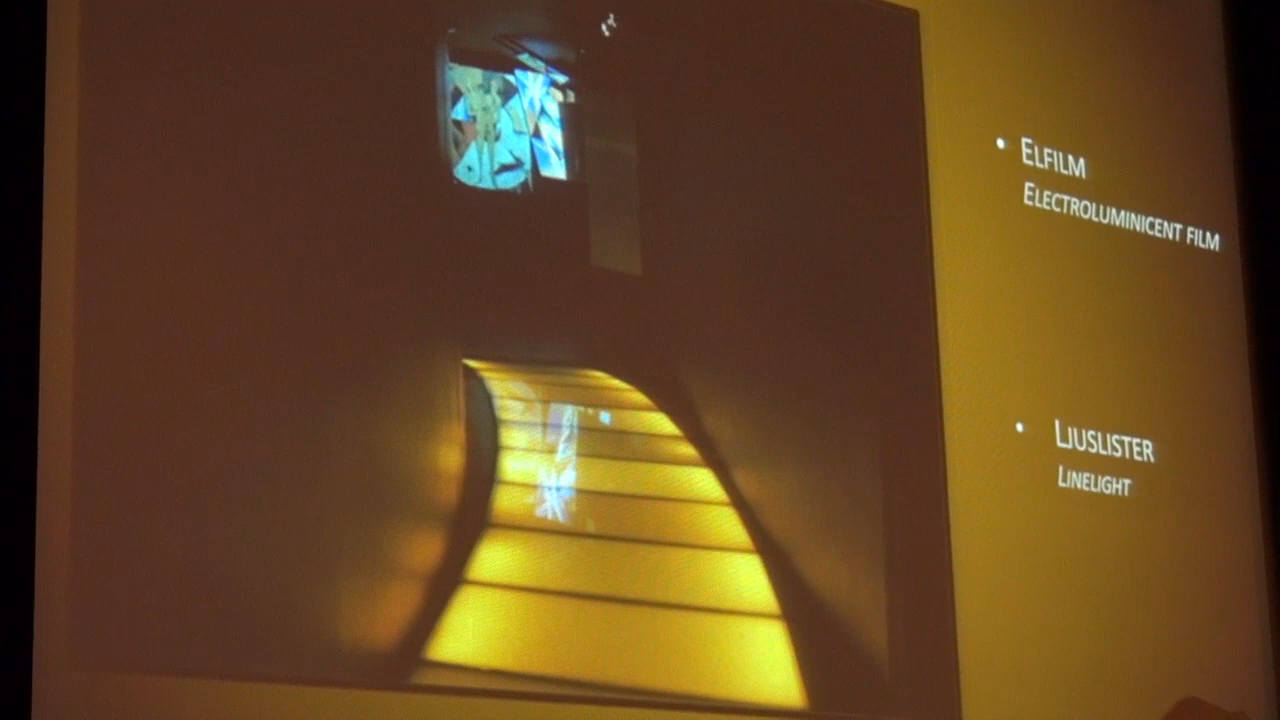 • ELFILM
ELECTROLUMINICENT FILM
• LJUSLISTER
LINELIGHT